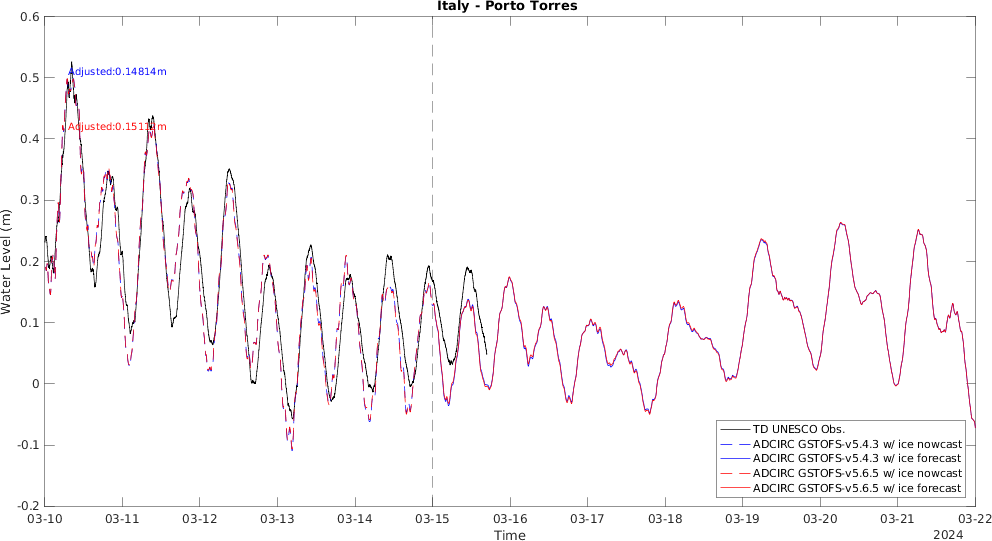 Italy - Porto Torres
0.6
0.5
0.4
0.3
0.2
0.1
0
-0.1
-0.2
Water Level (m)
Adjusted:0.14814m
03-10
03-11
03-12
03-13
03-14
03-15
03-16
03-17
03-18
03-19
03-20
03-21
03-22
Time
2024
TD UNESCO Obs.
ADCIRC GSTOFS-v5.4.3 w/ ice nowcast
ADCIRC GSTOFS-v5.4.3 w/ ice forecast
ADCIRC GSTOFS-v5.6.5 w/ ice nowcast
ADCIRC GSTOFS-v5.6.5 w/ ice forecast